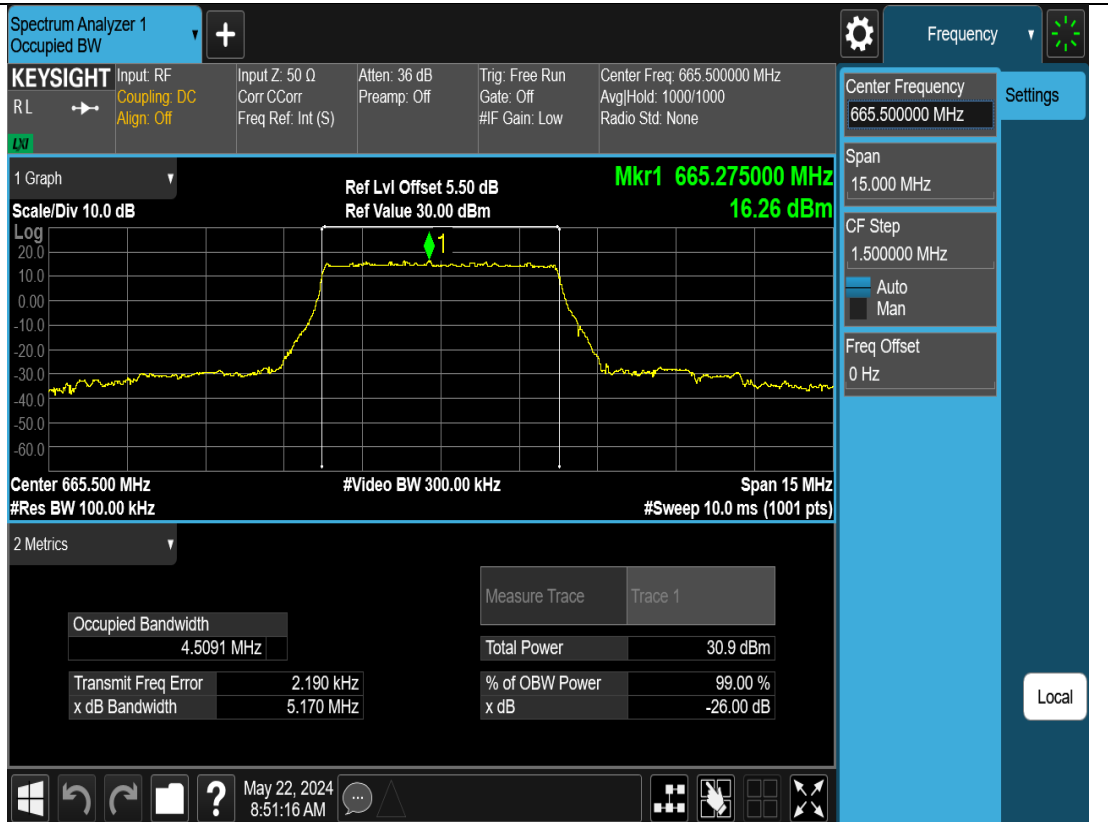 Spectrum Analyzer 1
Occupied BW
+
Frequency
KEYSIGHT
R L
LXI
Input: RF
Coupling: DC
Align: Off
Input Z: 50 Ω
Corr CCorr
Freq Ref: Int (S)
Atten: 36 dB
Preamp: Off
Trig: Free Run
Gate: Off
#IF Gain: Low
Center Freq: 665.500000 MHz
Avg|Hold: 1000/1000
Radio Std: None
Center Frequency
665.500000 MHz
Settings
Span
15.000 MHz
CF Step
1.500000 MHz
Auto
Man
Freq Offset
0 Hz
1 Graph
Scale/Div 10.0 dB
Ref Lvl Offset 5.50 dB
Ref Value 30.00 dBm
Mkr1 665.275000 MHz
16.26 dBm
Log
1
20.0
10.0
0.00
-10.0
-20.0
-30.0
-40.0
-50.0
-60.0
Center 665.500 MHz
#Video BW 300.00 kHz
Span 15 MHz
#Res BW 100.00 kHz
#Sweep 10.0 ms (1001 pts)
2 Metrics
Measure Trace Trace 1
Occupied Bandwidth
4.5091 MHz
Total Power 30.9 dBm
Transmit Freq Error 2.190 kHz
% of OBW Power 99.00 %
x dB Bandwidth 5.170 MHz
x dB -26.00 dB
Local
?
May 22, 2024
8:51:16 AM